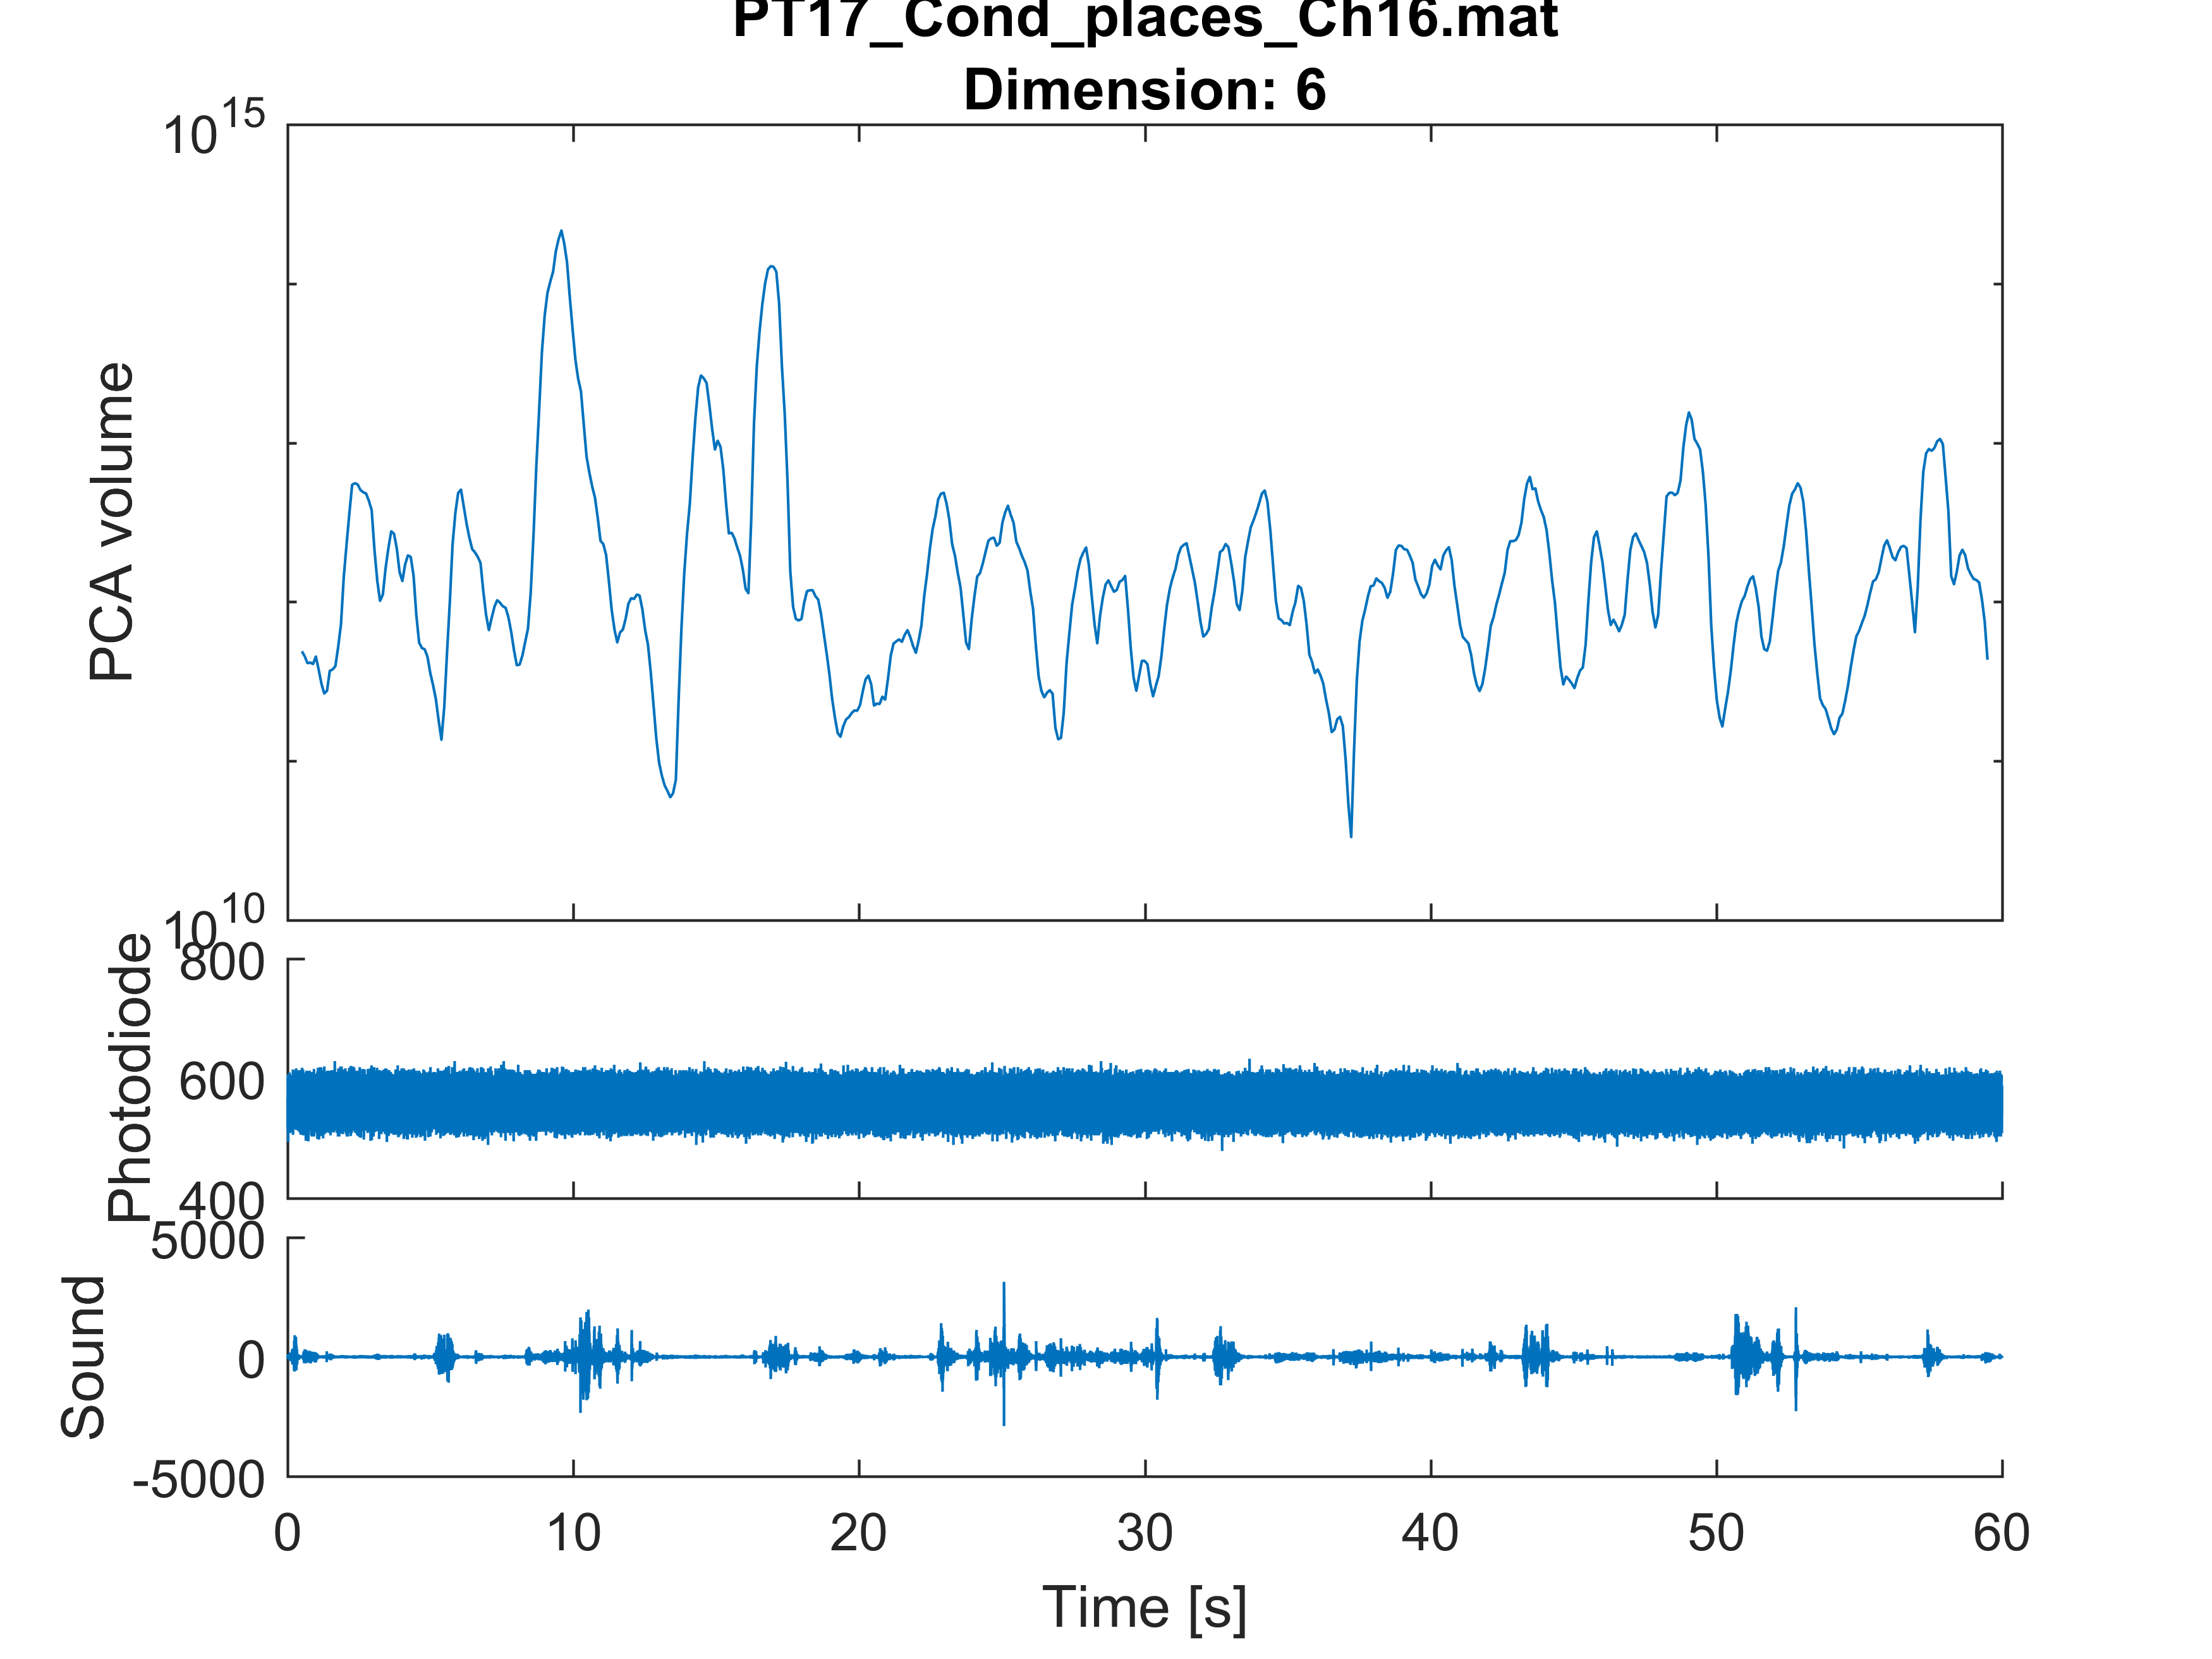 PT17_Cond_places_Ch16.mat
Dimension: 6
10^15
PCA volume
10^10
800
Photodiode
600
400
5000
Sound
0
-5000
0 10 20 30 40 50 60
Time [s]